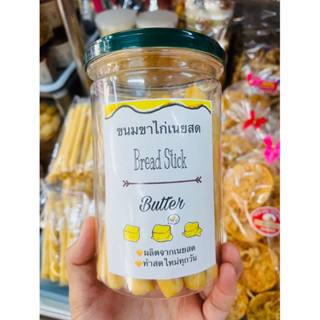 ขนมขาไก่เนยสด
Bread Stick
Butter
ผลิตจากเนยสด
ทำสดใหม่ทุกวัน